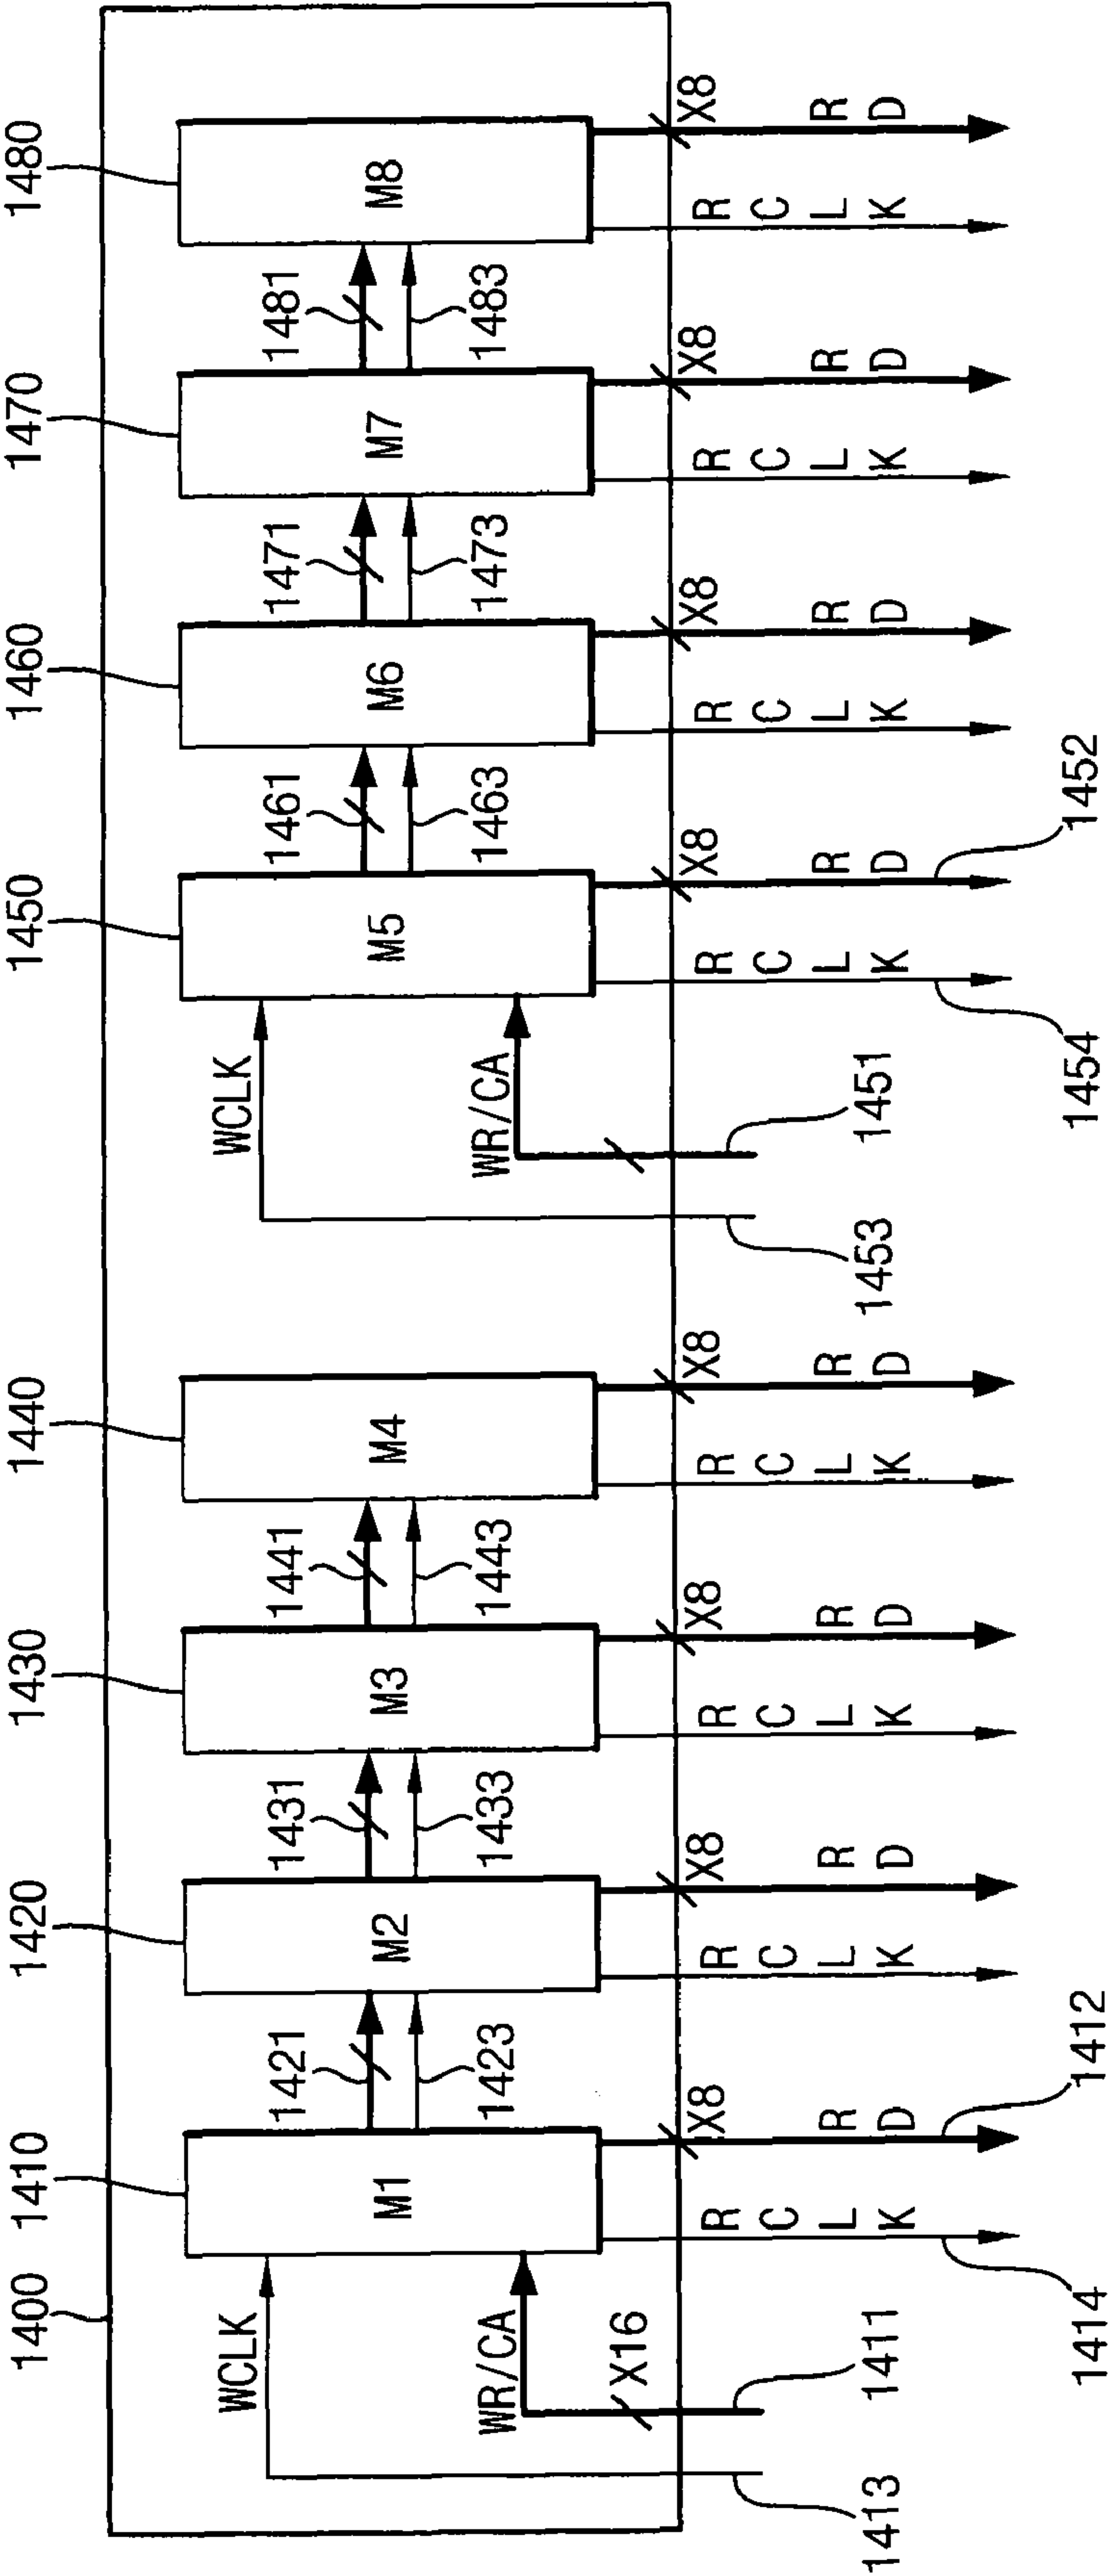 1400
1410
1420
1430
1440
1450
1460
1470
1480
WCLK
WR/CA
X16
M1
1421
1423
M2
1431
1433
M3
1441
1443
M4
WCLK
WR/CA
M5
1461
1463
M6
1471
1473
M7
1481
1483
M8
X8
X8
X8
X8
X8
X8
X8
X8
RCLK
RD
RCLK
RD
RCLK
RD
RCLK
RD
RCLK
RD
RCLK
RD
RCLK
RD
RCLK
RD
1413
1411
1414
1412
1453
1451
1454
1452